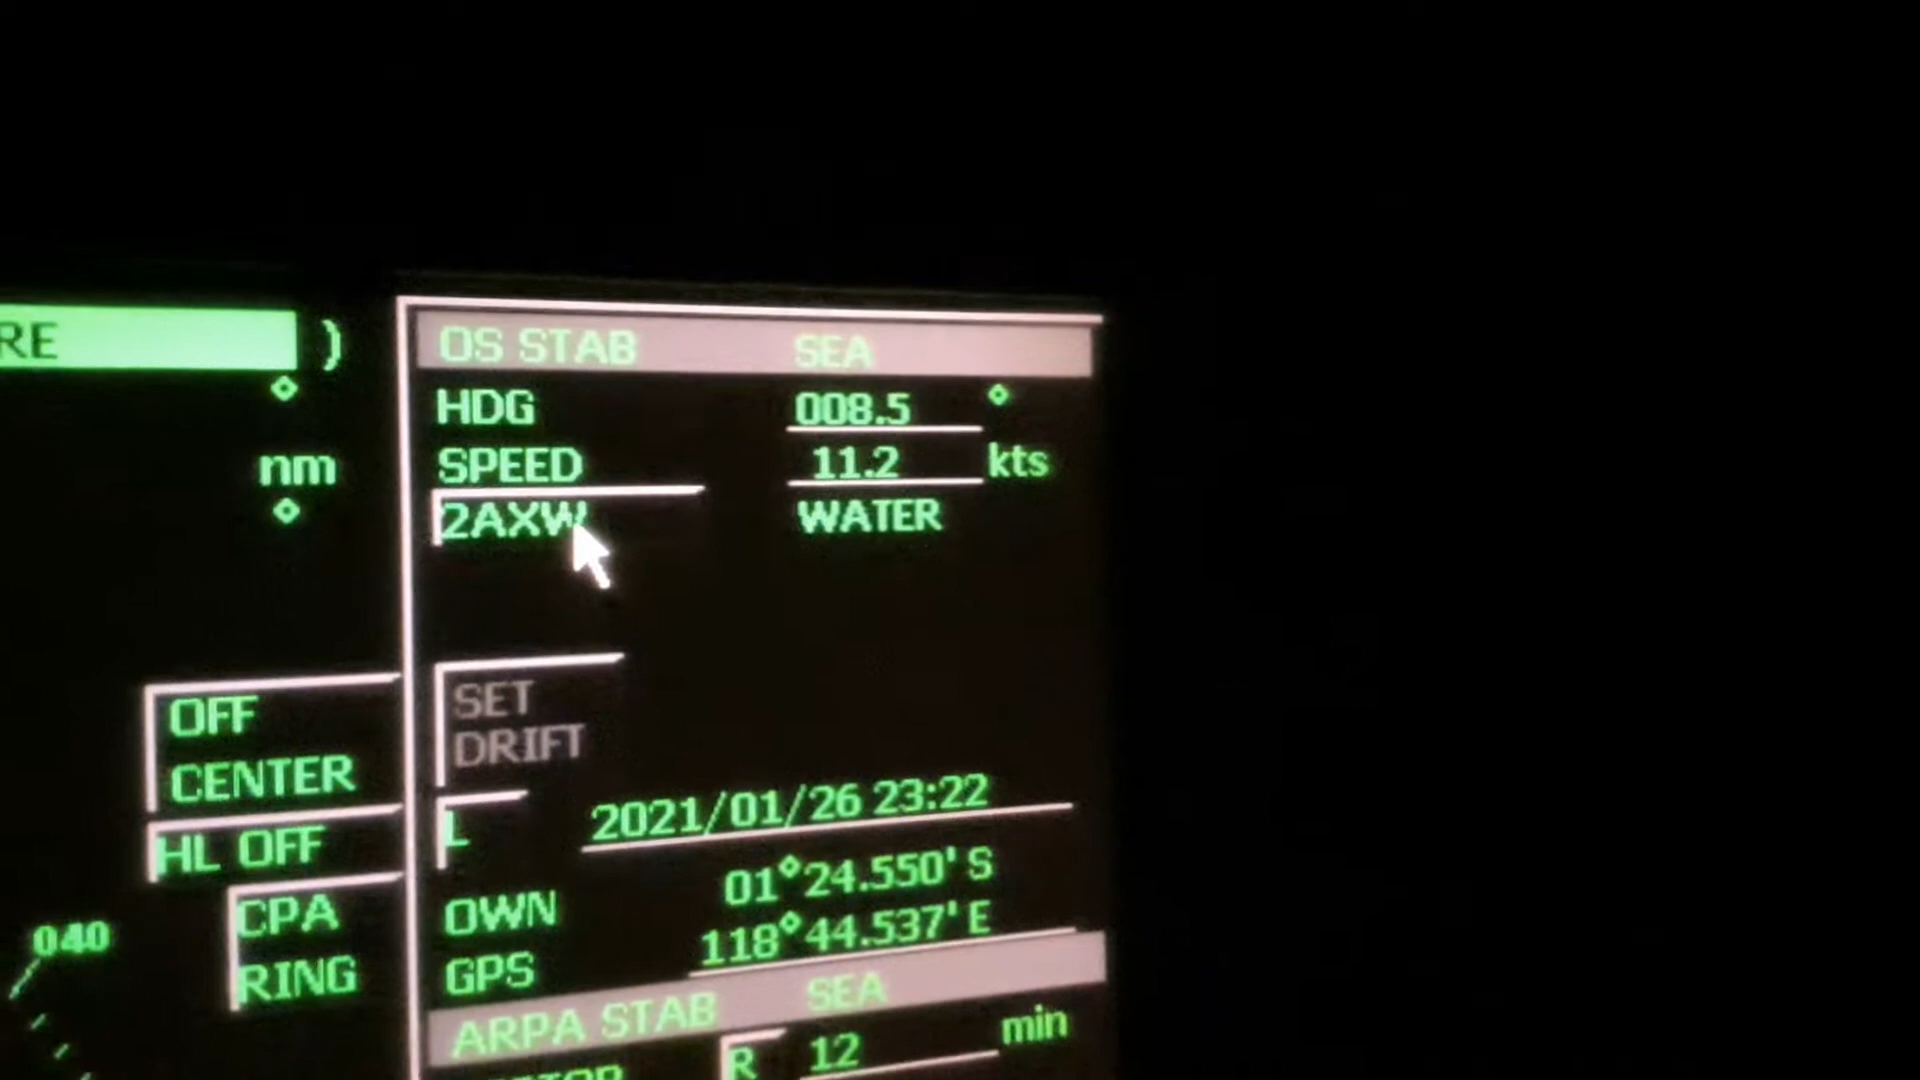 RE )
nm
OFF
CENTER
HL OFF
CPA
RING
040
OS STAB SEA
HDG 008.5 °
SPEED 11.2 kts
2AXW WATER
SET
DRIFT
L 2021/01/26 23:22
OWN 01°24.550' S
GPS 118°44.537' E
ARPA STAB SEA
R 12 min